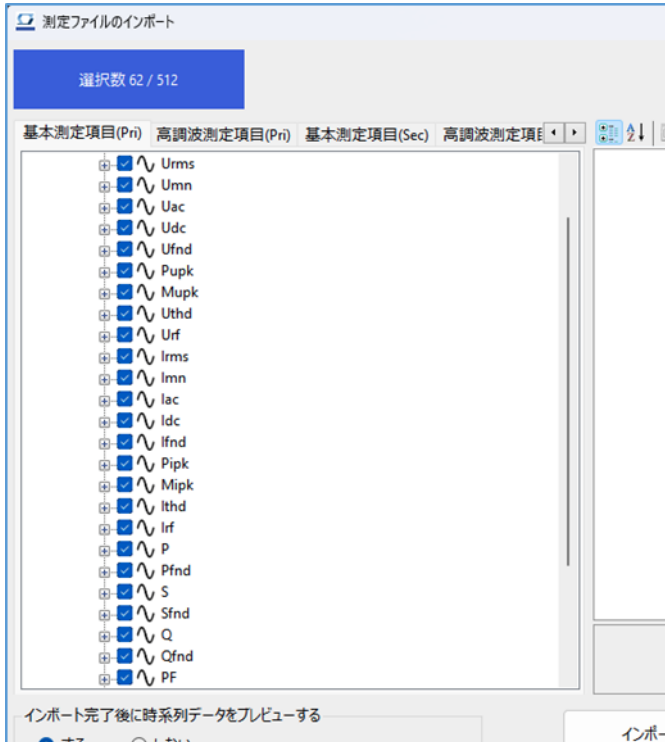 測定ファイルのインポート
選択数 62 / 512
基本測定項目(Pri) 高調波測定項目(Pri) 基本測定項目(Sec) 高調波測定項目
Urms
Umn
Uac
Udc
Ufnd
Pupk
Mupk
Uthd
Urf
Irms
Imn
Iac
Idc
Ifnd
Pipk
Mipk
Ithd
Irf
P
Pfnd
S
Sfnd
Q
Qfnd
PF
インポート完了後に時系列データをプレビューする
する しない
インポー